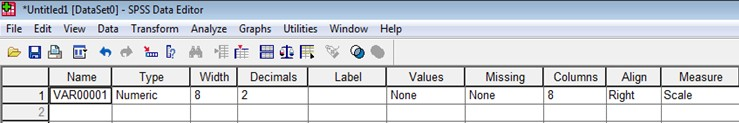 *Untitled1 [DataSet0] - SPSS Data Editor
File Edit View Data Transform Analyze Graphs Utilities Window Help
Name Type Width Decimals Label Values Missing Columns Align Measure
1 VAR00001 Numeric 8 2 None None 8 Right Scale
2